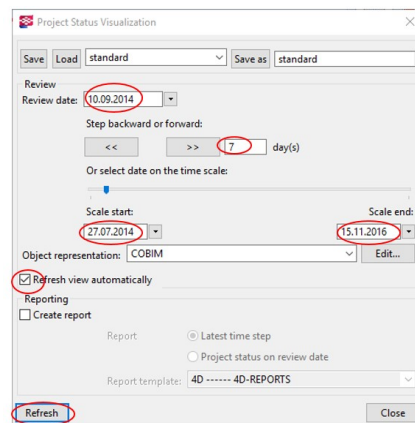 Project Status Visualization
Save Load standard Save as standard
Review
Review date: 10.09.2014
Step backward or forward:
<< >> 7 day(s)
Or select date on the time scale:
Scale start: Scale end:
27.07.2014 15.11.2016
Object representation: COBIM Edit...
Refresh view automatically
Reporting
Create report
Report Latest time step
Project status on review date
Report template: 4D ------ 4D-REPORTS
Refresh Close